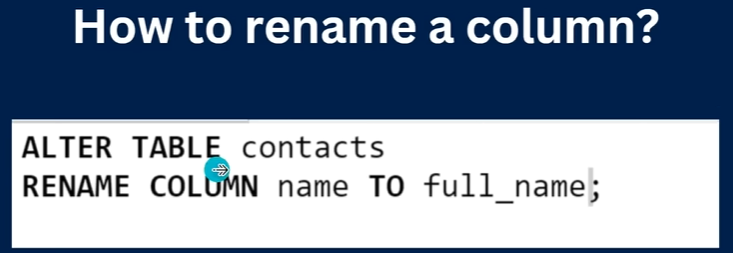 How to rename a column?
ALTER TABLE contacts
RENAME COLUMN name TO full_name;